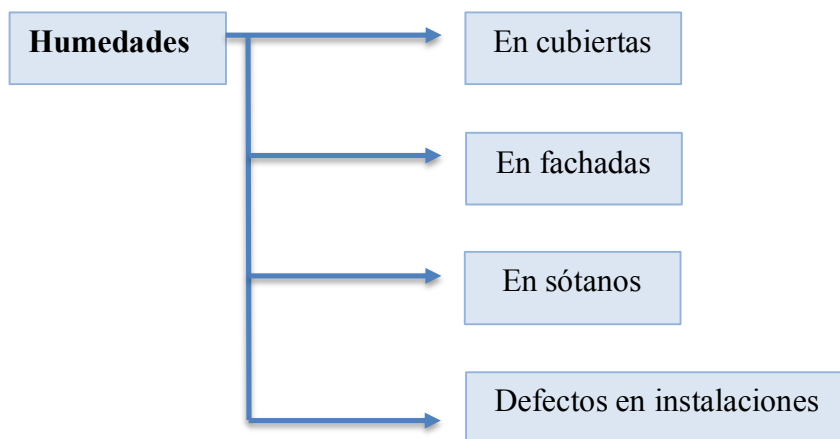 Humedades
En cubiertas
En fachadas
En sótanos
Defectos en instalaciones